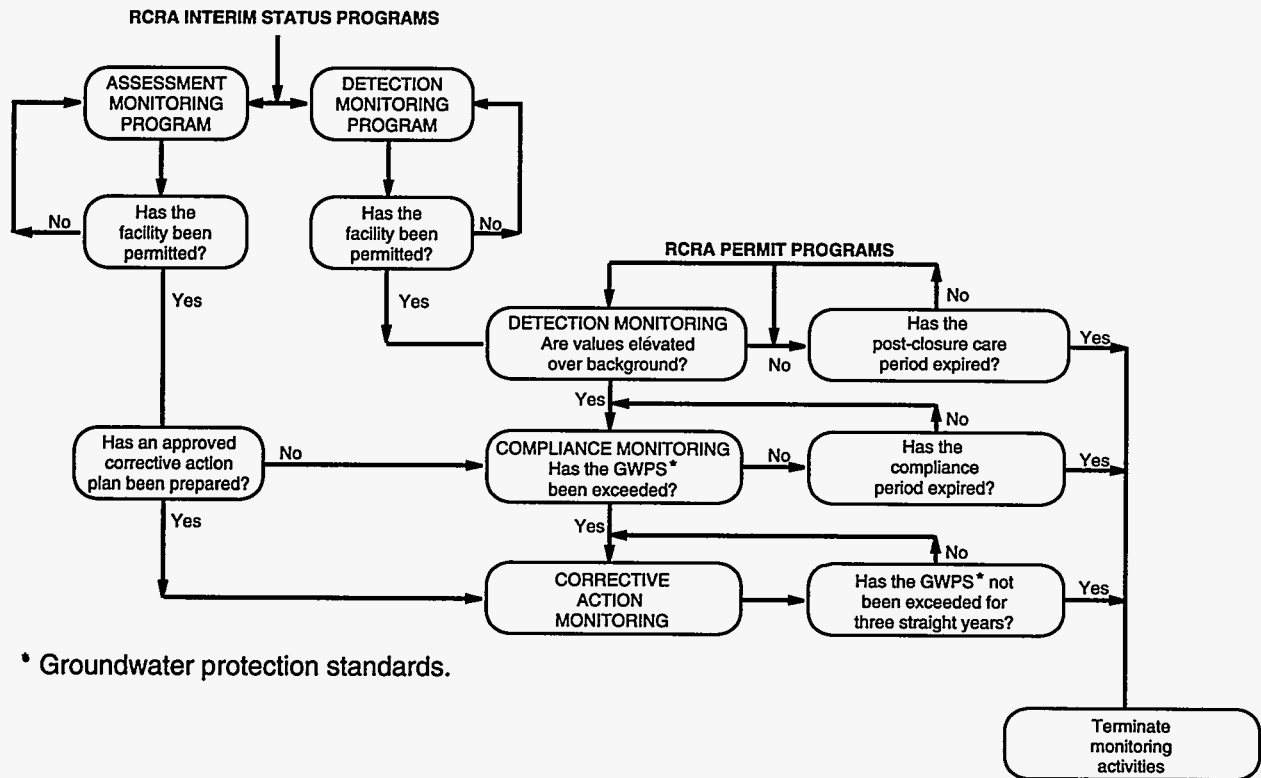 RCRA INTERIM STATUS PROGRAMS
ASSESSMENT
MONITORING
PROGRAM
DETECTION
MONITORING
PROGRAM
No
Has the
facility been
permitted?
Has the
facility been
permitted?
No
Yes
Yes
RCRA PERMIT PROGRAMS
No
DETECTION MONITORING
Are values elévated
over background?
No
Has the
post-closure care
period expired?
Yes
Yes
No
Has an approved
corrective action
plan been prepared?
No
COMPLIANCE MONITORING
Has the GWPS*
been exceeded?
No
Has the
compliance
period expired?
Yes
Yes
Yes
No
CORRECTIVE
ACTION
MONITORING
Has the GWPS* not
been exceeded for
three straight years?
Yes
* Groundwater protection standards.
Terminate
monitoring
activities